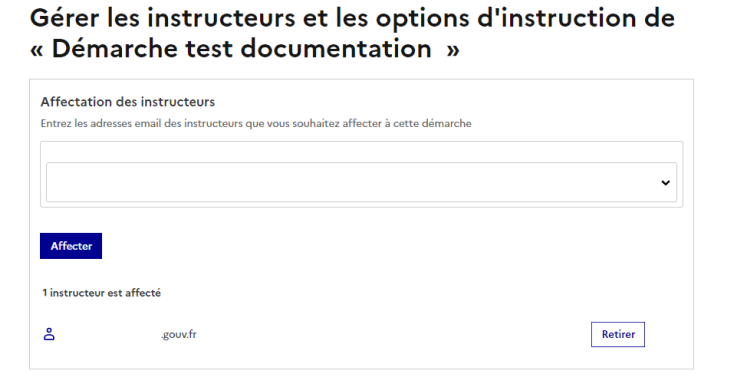 Gérer les instructeurs et les options d'instruction de
« Démarche test documentation »
Affectation des instructeurs
Entrez les adresses email des instructeurs que vous souhaitez affecter à cette démarche
Affecter
1 instructeur est affecté
.gouv.fr
Retirer